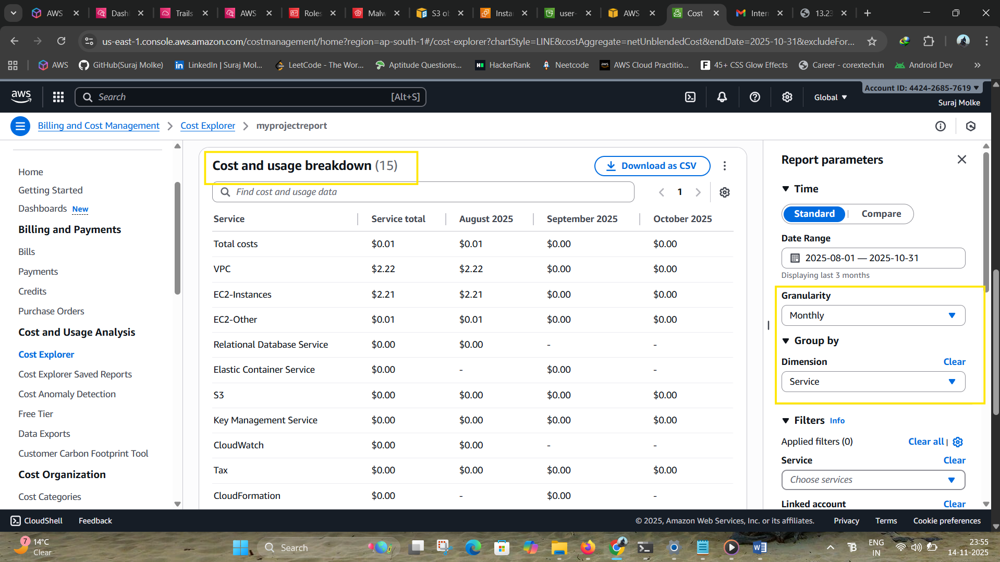 AWS
Dashl
Trails
AWS
Roles
Malw
S3 ob
Insta
user-
AWS
Cost
Inter
13.23
us-east-1.console.aws.amazon.com/costmanagement/home?region=ap-south-1#/cost-explorer?chartStyle=LINE&costAggregate=netUnblendedCost&endDate=2025-10-31&excludeFor...
AWS
GitHub(Suraj Molke)
LinkedIn | Suraj Mol...
LeetCode - The Wor...
Aptitude Questions...
HackerRank
Neetcode
AWS Cloud Practitio...
45+ CSS Glow Effects
Career - corextech.in
Android Dev
aws
Search
[Alt+S]
Global
Account ID: 4424-2685-7619
Suraj Molke
Billing and Cost Management
Cost Explorer
myprojectreport
Home
Getting Started
Dashboards New
Billing and Payments
Bills
Payments
Credits
Purchase Orders
Cost and Usage Analysis
Cost Explorer
Cost Explorer Saved Reports
Cost Anomaly Detection
Free Tier
Data Exports
Customer Carbon Footprint Tool
Cost Organization
Cost Categories
Cost and usage breakdown (15)
Download as CSV
Find cost and usage data
1
Service Service total August 2025 September 2025 October 2025
Total costs $0.01 $0.01 $0.00 $0.00
VPC $2.22 $2.22 $0.00 $0.00
EC2-Instances $2.21 $2.21 $0.00 $0.00
EC2-Other $0.01 $0.01 $0.00 $0.00
Relational Database Service $0.00 $0.00 - -
Elastic Container Service $0.00 - $0.00 -
S3 $0.00 $0.00 $0.00 $0.00
Key Management Service $0.00 $0.00 $0.00 $0.00
CloudWatch $0.00 $0.00 - -
Tax $0.00 $0.00 $0.00 $0.00
CloudFormation $0.00 - $0.00 -
Report parameters
Time
Standard
Compare
Date Range
2025-08-01 — 2025-10-31
Displaying last 3 months
Granularity
Monthly
Group by
Dimension Clear
Service
Filters Info
Applied filters (0) Clear all
Service Clear
Choose services
Linked account Clear
CloudShell
Feedback
© 2025, Amazon Web Services, Inc. or its affiliates.
Privacy
Terms
Cookie preferences
7
14°C
Clear
Search
ENG
IN
23:55
14-11-2025